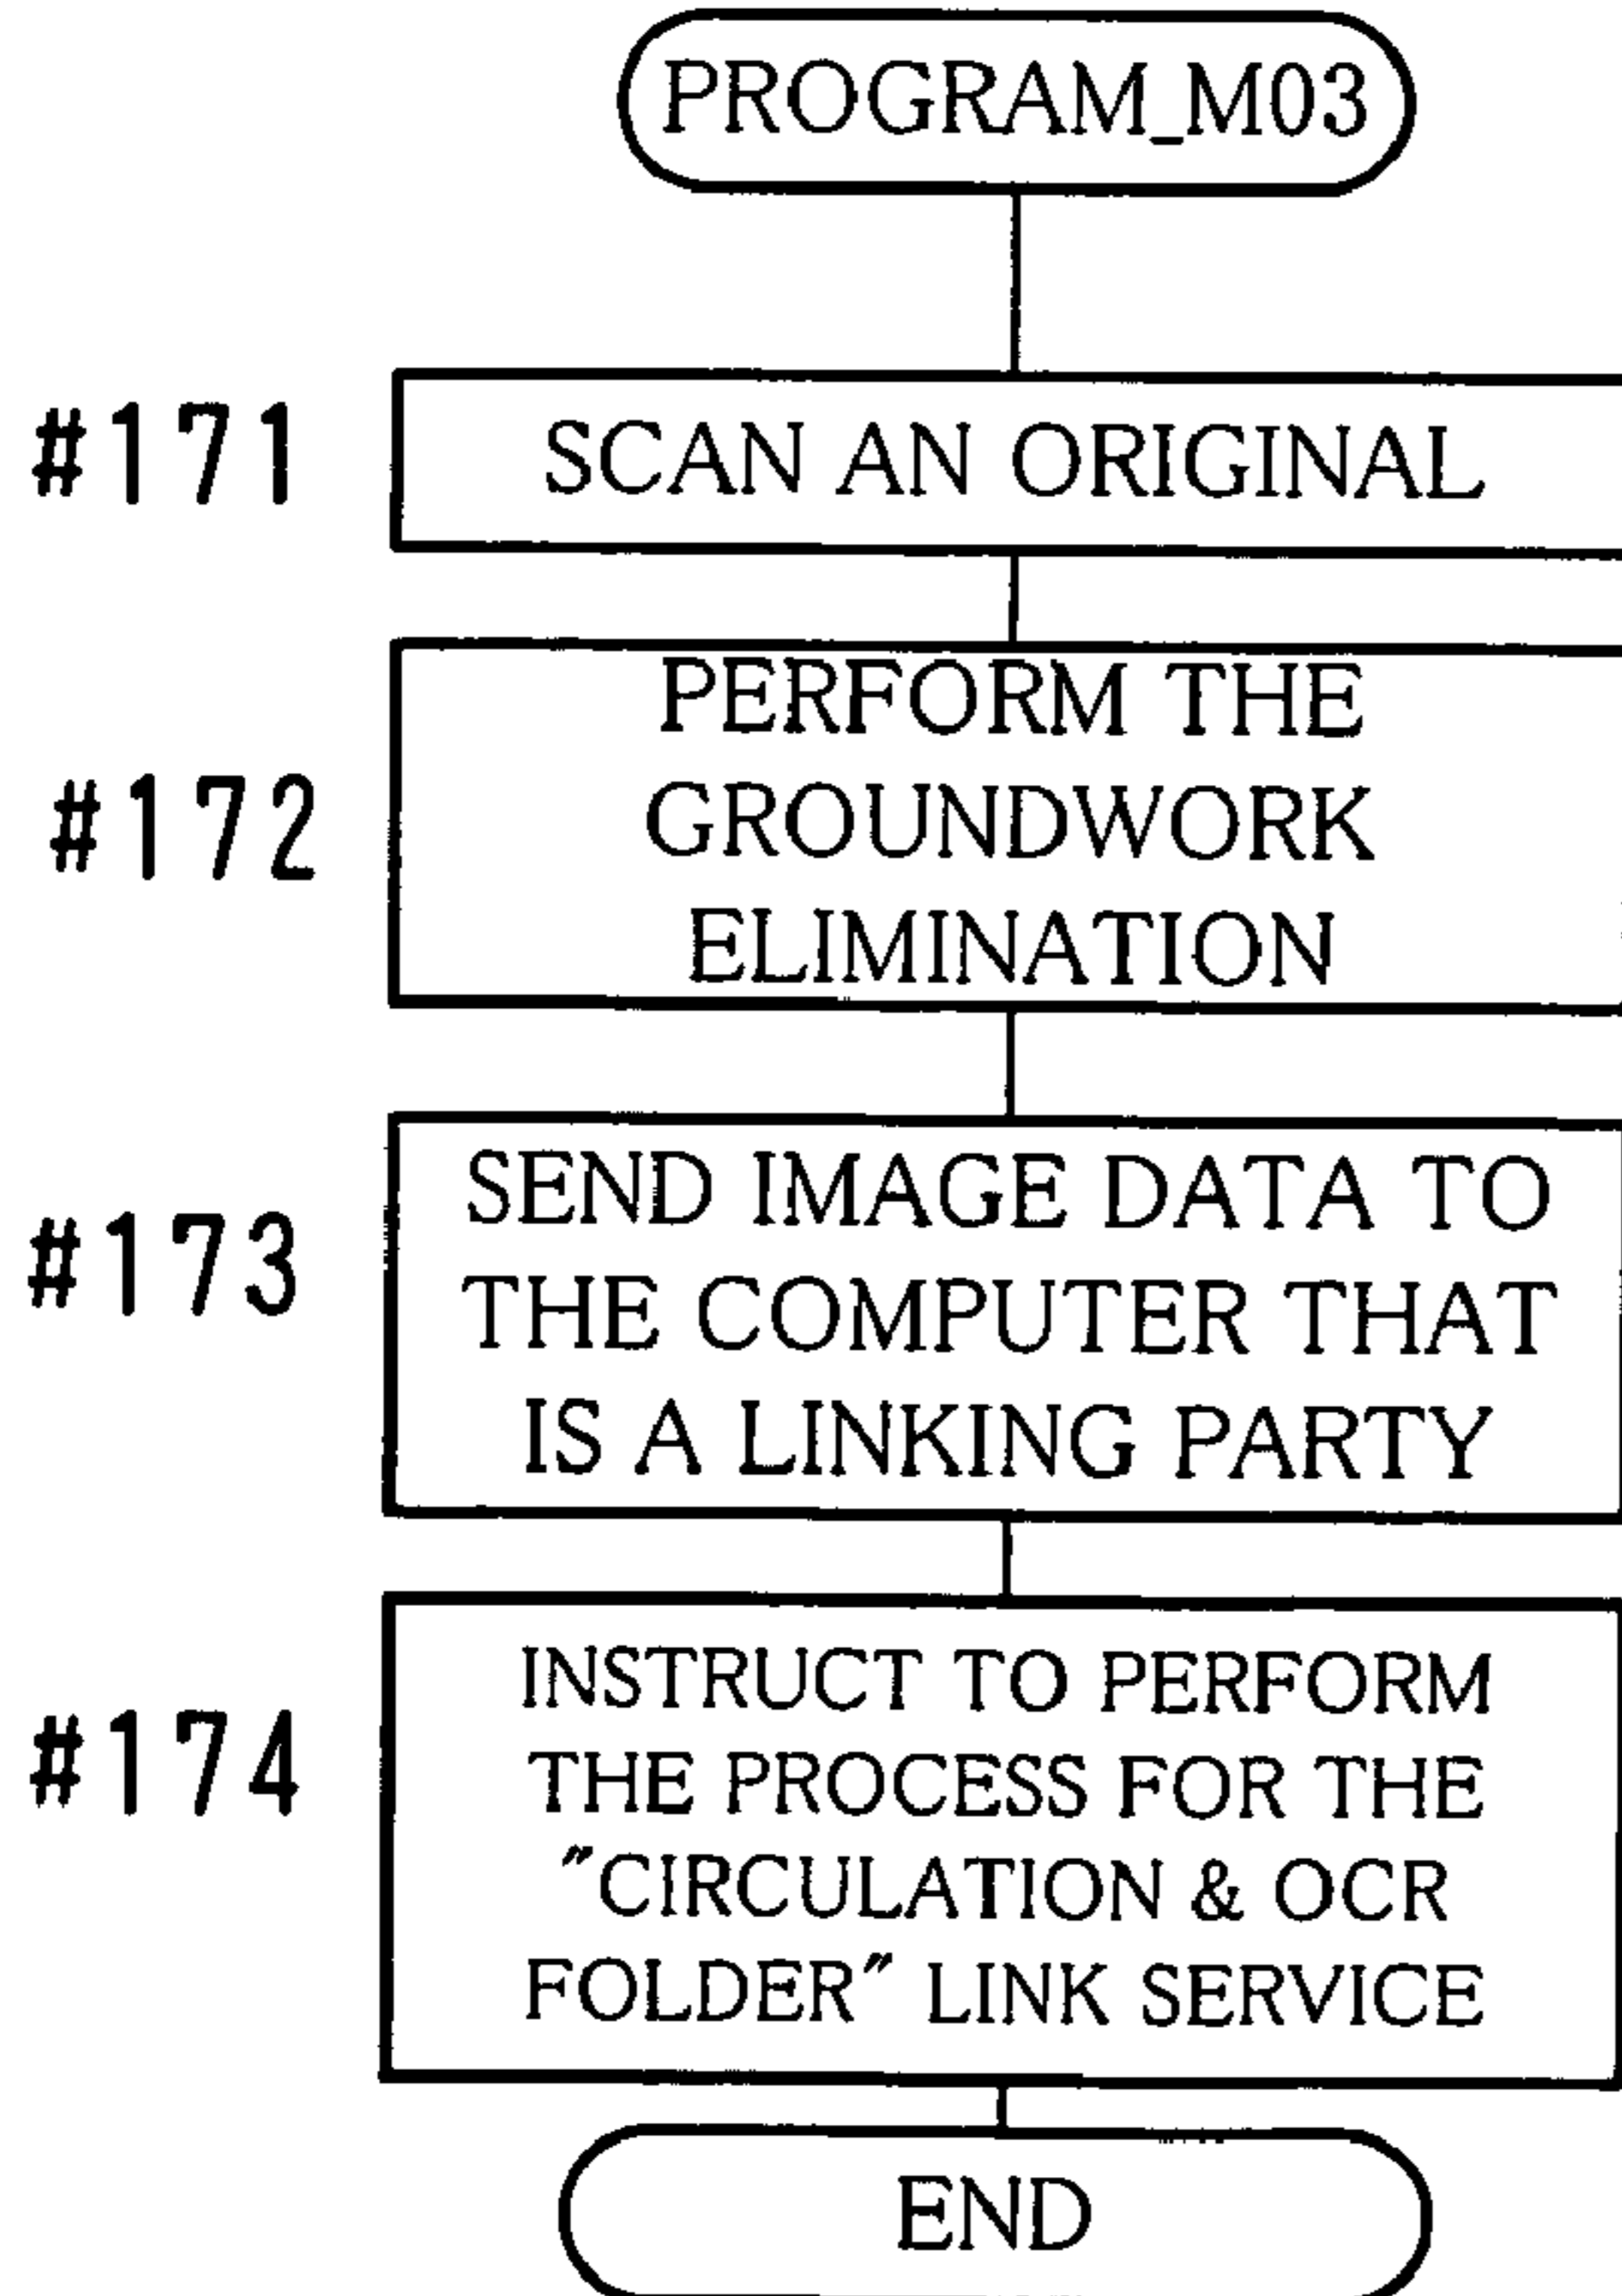 PROGRAM_M03
#171
SCAN AN ORIGINAL
#172
PERFORM THE
GROUNDWORK
ELIMINATION
#173
SEND IMAGE DATA TO
THE COMPUTER THAT
IS A LINKING PARTY
#174
INSTRUCT TO PERFORM
THE PROCESS FOR THE
"CIRCULATION & OCR
FOLDER" LINK SERVICE
END